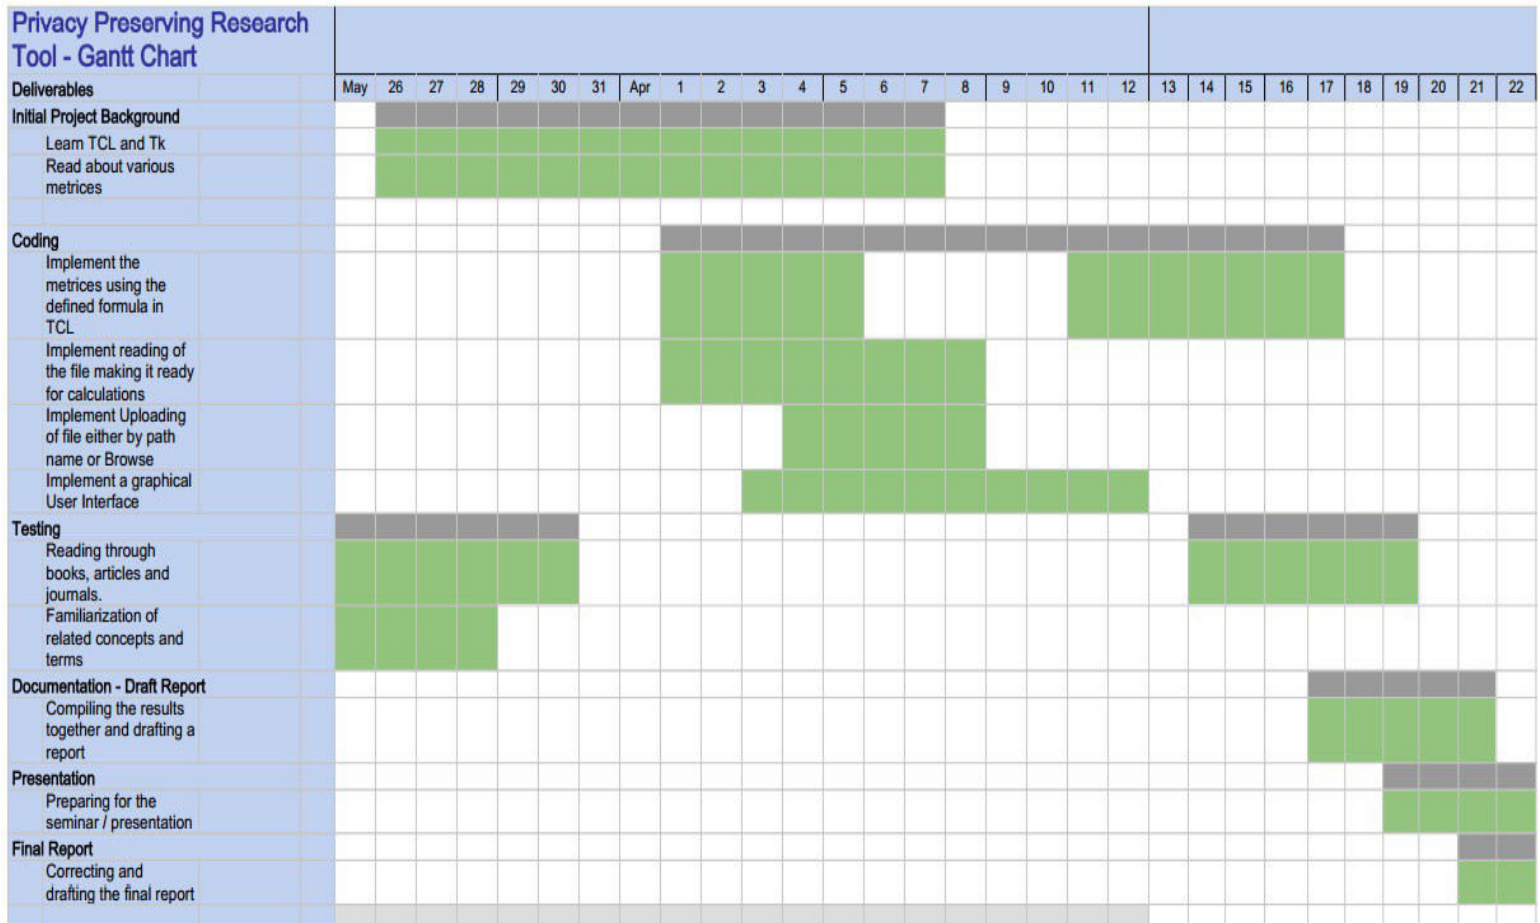 Privacy Preserving Research
Tool - Gantt Chart
Deliverables May 26 27 28 29 30 31 Apr 1 2 3 4 5 6 7 8 9 10 11 12 13 14 15 16 17 18 19 20 21 22
Initial Project Background
Learn TCL and Tk
Read about various
metrices
Coding
Implement the
metrices using the
defined formula in
TCL
Implement reading of
the file making it ready
for calculations
Implement Uploading
of file either by path
name or Browse
Implement a graphical
User Interface
Testing
Reading through
books, articles and
journals.
Familiarization of
related concepts and
terms
Documentation - Draft Report
Compiling the results
together and drafting a
report
Presentation
Preparing for the
seminar / presentation
Final Report
Correcting and
drafting the final report